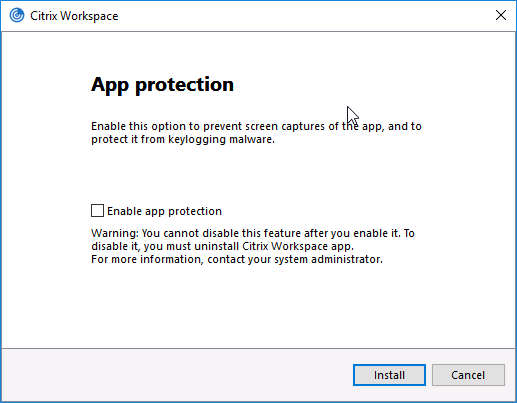 Citrix Workspace
App protection
Enable this option to prevent screen captures of the app, and to
protect it from keylogging malware.
Enable app protection
Warning: You cannot disable this feature after you enable it. To
disable it, you must uninstall Citrix Workspace app.
For more information, contact your system administrator.
Install
Cancel